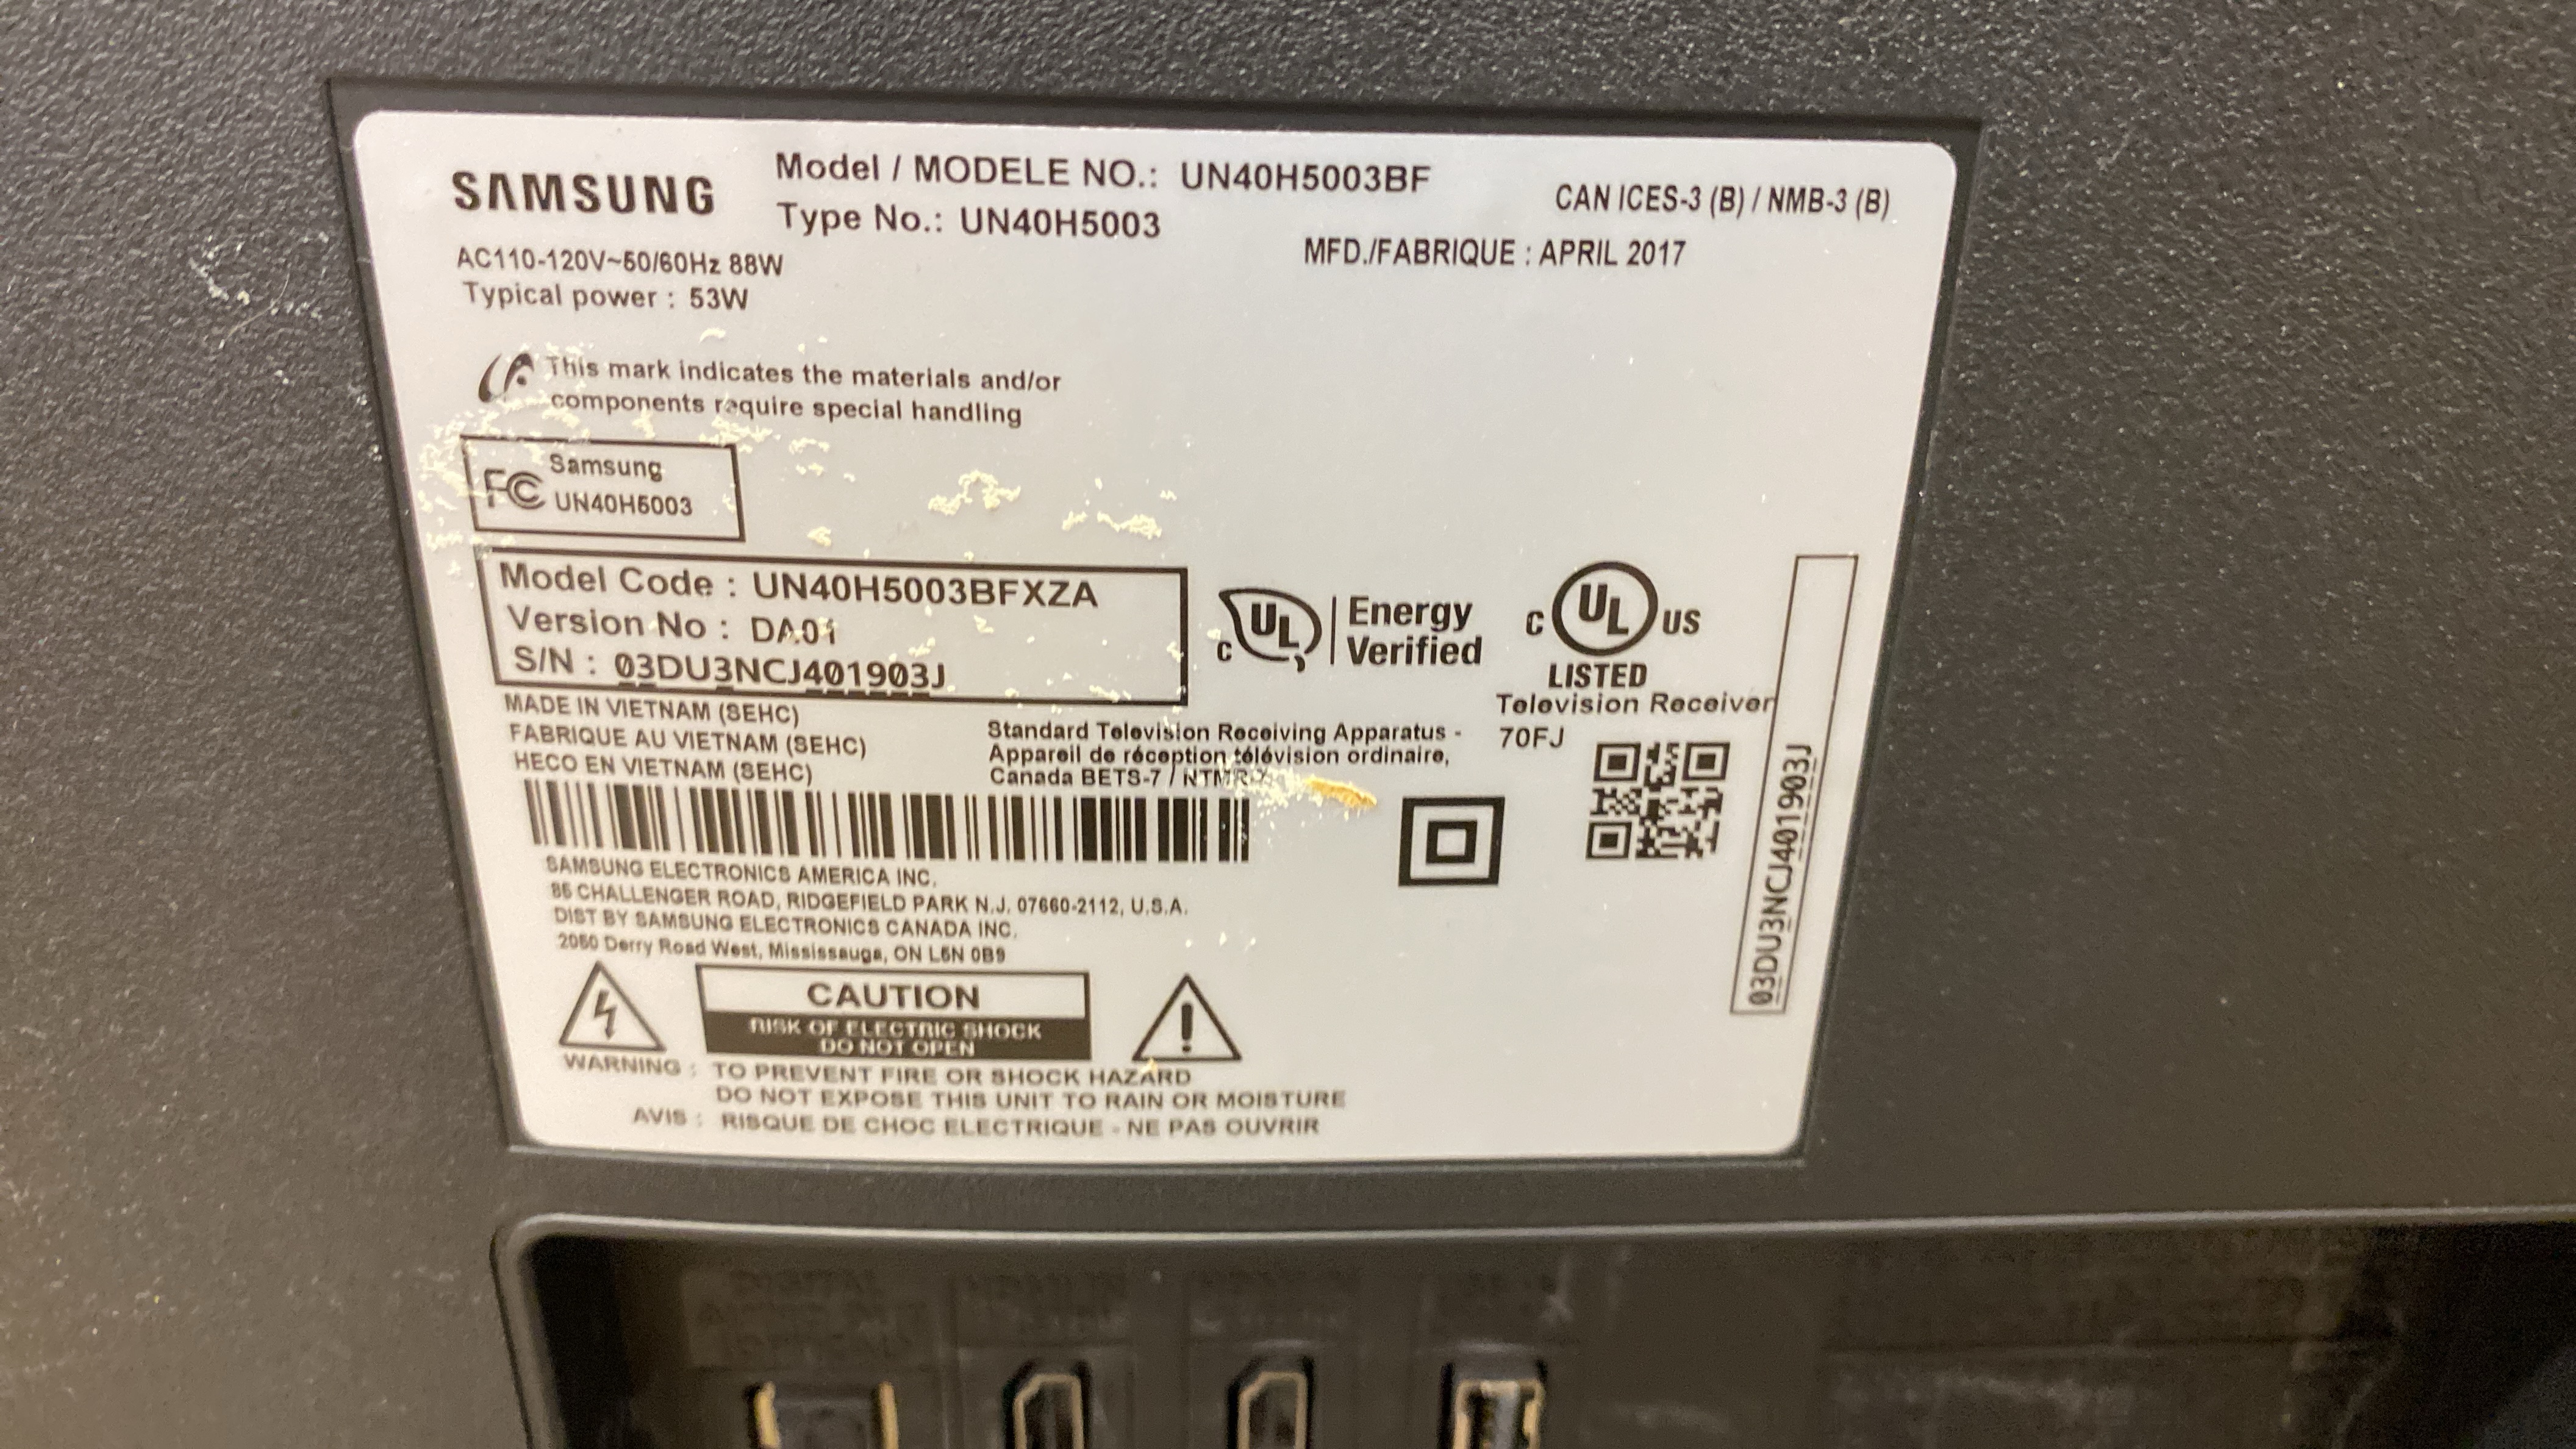 SAMSUNG
Model / MODELE NO.: UN40H5003BF
Type No.: UN40H5003
CAN ICES-3 (B) / NMB-3 (B)
MFD./FABRIQUE : APRIL 2017
AC110-120V~50/60Hz 88W
Typical power : 53W
This mark indicates the materials and/or
components require special handling
FC
Samsung
UN40H5003
Model Code : UN40H5003BFXZA
Version No : DA01
S/N : 03DU3NCJ401903J
C UL Energy
Verified
C UL US
LISTED
Television Receiver
70FJ
MADE IN VIETNAM (SEHC)
FABRIQUE AU VIETNAM (SEHC)
HECO EN VIETNAM (SEHC)
Standard Television Receiving Apparatus -
Appareil de réception télévision ordinaire,
Canada BETS-7 /
03DU3NCJ401903J
SAMSUNG ELECTRONICS AMERICA INC.
85 CHALLENGER ROAD, RIDGEFIELD PARK N.J. 07660-2112, U.S.A.
DIST BY SAMSUNG ELECTRONICS CANADA INC.
2050 Derry Road West, Mississauga, ON L5N 0B9
CAUTION
RISK OF ELECTRIC SHOCK
DO NOT OPEN
WARNING : TO PREVENT FIRE OR SHOCK HAZARD
DO NOT EXPOSE THIS UNIT TO RAIN OR MOISTURE
AVIS : RISQUE DE CHOC ELECTRIQUE - NE PAS OUVRIR